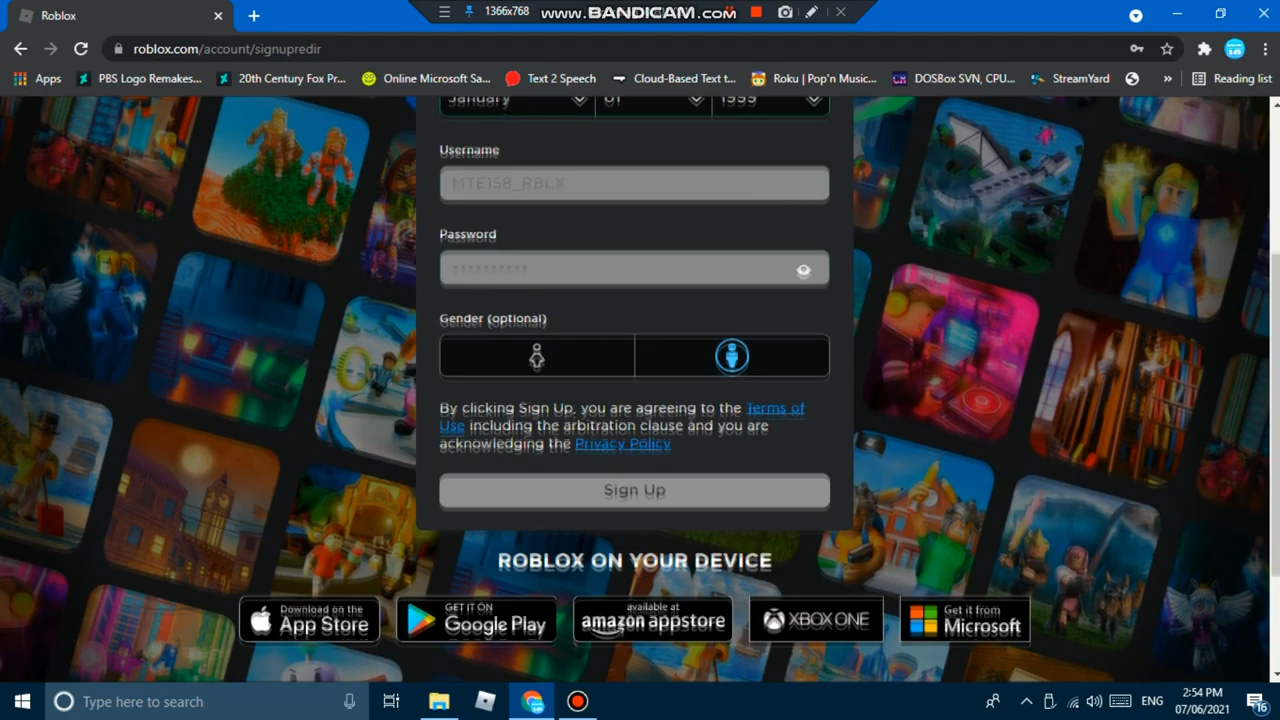 Roblox
1366x768
www.BANDICAM.com
roblox.com/account/signupredir
Apps
PBS Logo Remakes...
20th Century Fox Pr...
Online Microsoft Sa...
Text 2 Speech
Cloud-Based Text t...
Roku | Pop'n Music...
DOSBox SVN, CPU...
StreamYard
»
Reading list
January
01
1999
Username
MTE158_RBLX
Password
**********
Gender (optional)
By clicking Sign Up, you are agreeing to the Terms of
Use including the arbitration clause and you are
acknowledging the Privacy Policy
Sign Up
ROBLOX ON YOUR DEVICE
Download on the
App Store
GET IT ON
Google Play
available at
amazon appstore
XBOX ONE
Get it from
Microsoft
Type here to search
ENG
2:54 PM
07/06/2021
16